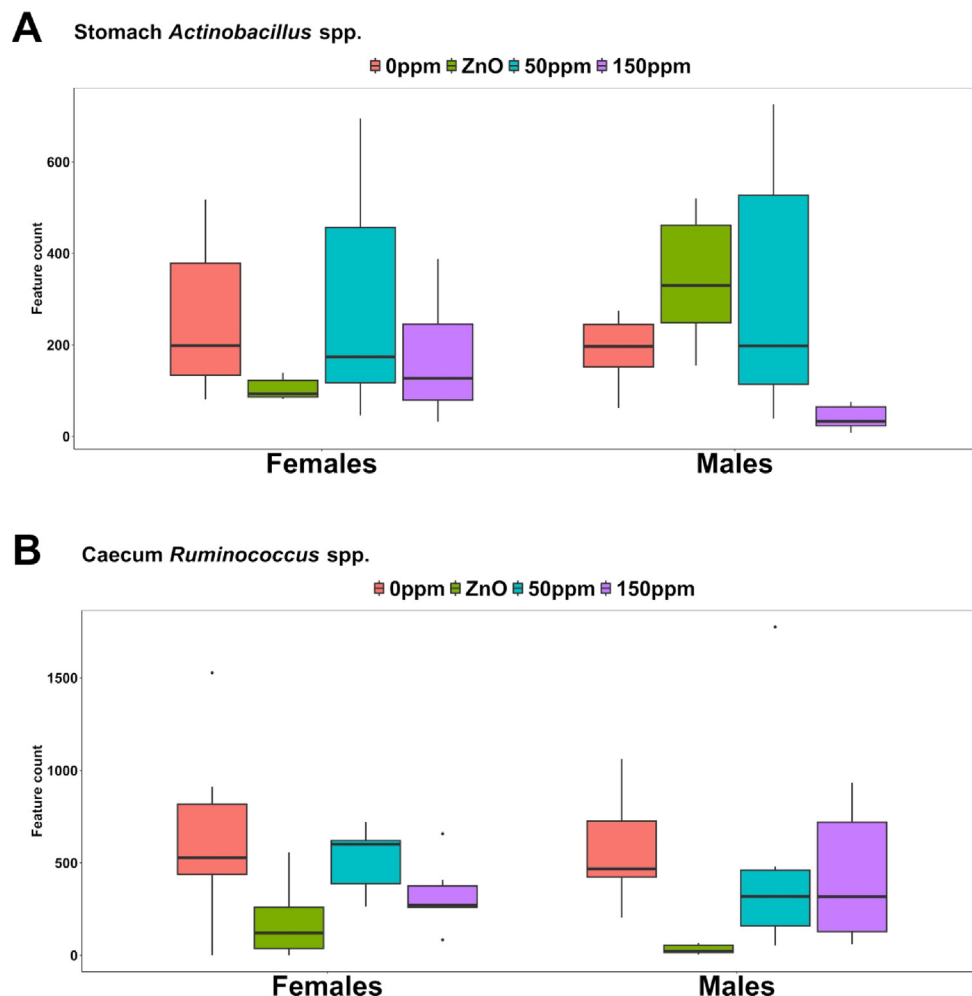 A Stomach Actinobacillus spp.
0ppm ZnO 50ppm 150ppm
Feature count
600
400
200
0
Females Males
B Caecum Ruminococcus spp.
0ppm ZnO 50ppm 150ppm
Feature count
1500
1000
500
0
Females Males